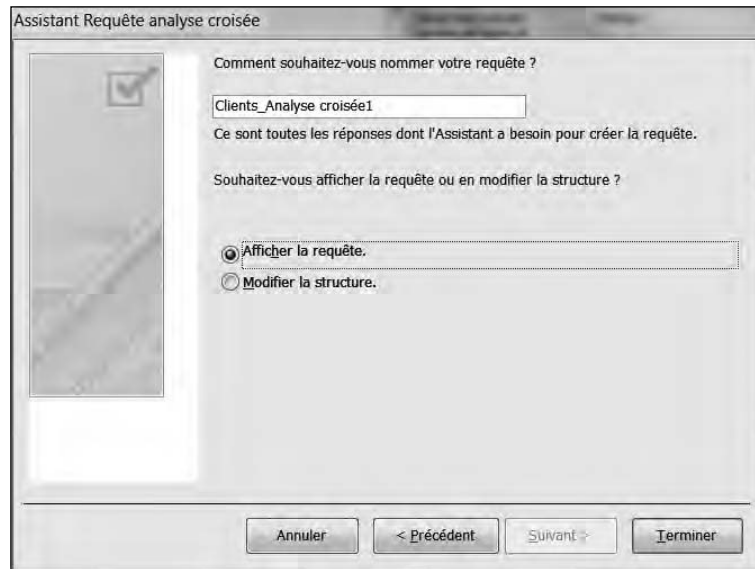 Assistant Requête analyse croisée
Comment souhaitez-vous nommer votre requête ?
Clients_Analyse croisée1
Ce sont toutes les réponses dont l'Assistant a besoin pour créer la requête.
Souhaitez-vous afficher la requête ou en modifier la structure ?
Afficher la requête.
Modifier la structure.
Annuler
< Précédent
Suivant >
Terminer